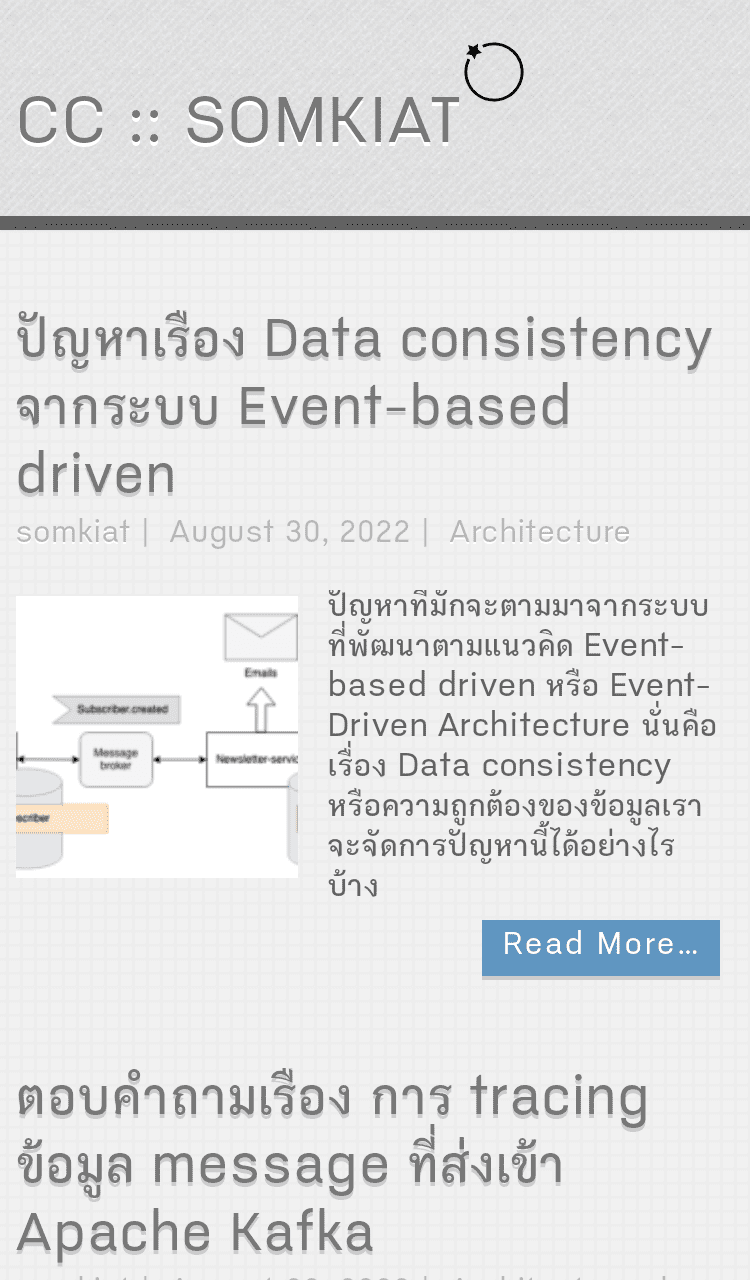 CC :: SOMKIAT
ปัญหาเรื่อง Data consistency
จากระบบ Event-based
driven
somkiat | August 30, 2022 | Architecture
ปัญหาที่มักจะตามมาจากระบบ
ที่พัฒนาตามแนวคิด Event-
based driven หรือ Event-
Driven Architecture นั่นคือ
เรื่อง Data consistency
หรือความถูกต้องของข้อมูลเรา
จะจัดการปัญหานี้ได้อย่างไร
บ้าง
Emails
Subscriber.created
Message
broker
Newsletter-servic
scriber
Read More…
ตอบคำถามเรื่อง การ tracing
ข้อมูล message ที่ส่งเข้า
Apache Kafka